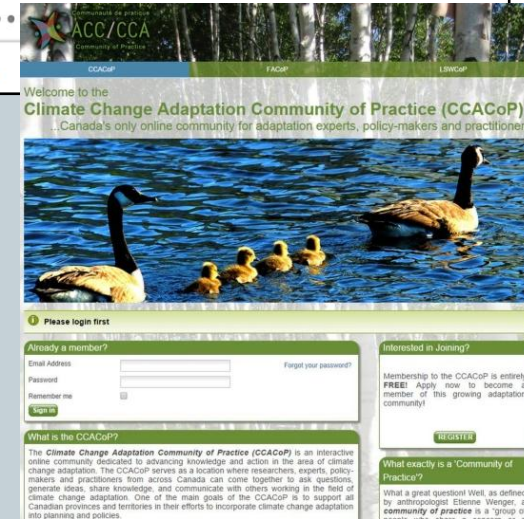 Communauté de pratique
ACC/CCA
Community of Practice
CCACoP
FACoP
LSWCoP
Welcome to the
Climate Change Adaptation Community of Practice (CCACoP)
...Canada's only online community for adaptation experts, policy-makers and practitioner
Please login first
Already a member?
Email Address
Forgot your password?
Password
Remember me
Sign in
What is the CCACoP?
The Climate Change Adaptation Community of Practice (CCACoP) is an interactive
online community dedicated to advancing knowledge and action in the area of climate
change adaptation. The CCACoP serves as a location where researchers, experts, policy-
makers and practitioners from across Canada can come together to ask questions,
generate ideas, share knowledge, and communicate with others working in the field of
climate change adaptation. One of the main goals of the CCACoP is to support all
Canadian provinces and territories in their efforts to incorporate climate change adaptation
into planning and policies.
Interested in Joining?
Membership to the CCACoP is entirely
FREE! Apply now to become a
member of this growing adaptation
community!
REGISTER
What exactly is a 'Community of
Practice'?
What a great question! Well, as defined
by anthropologist Etienne Wenger, a
community of practice is a "group of